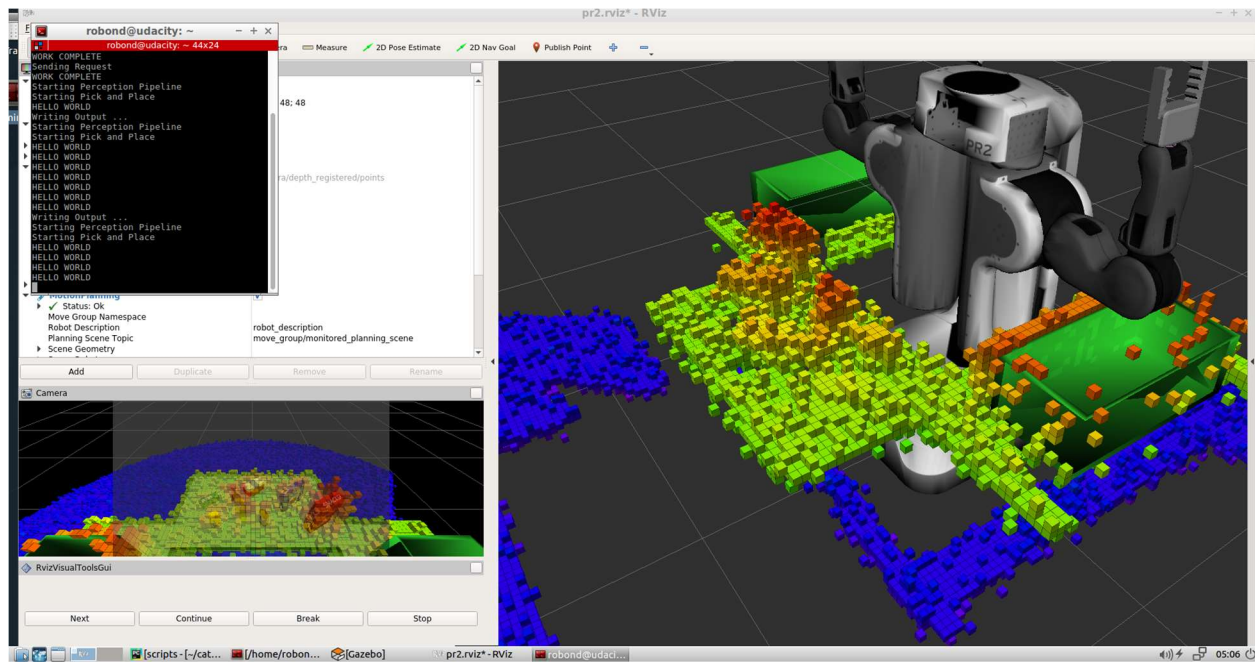 pr2.rviz* - RViz
robond@udacity: ~
robond@udacity: ~ 44x24
WORK COMPLETE
Sending Request
WORK COMPLETE
Starting Perception Pipeline
Starting Pick and Place
HELLO WORLD
Writing Output ...
Starting Perception Pipeline
Starting Pick and Place
HELLO WORLD
HELLO WORLD
HELLO WORLD
HELLO WORLD
HELLO WORLD
HELLO WORLD
HELLO WORLD
Writing Output ...
Starting Perception Pipeline
Starting Pick and Place
HELLO WORLD
HELLO WORLD
HELLO WORLD
HELLO WORLD
Measure 2D Pose Estimate 2D Nav Goal Publish Point
48; 48
ra/depth_registered/points
MotionPlanning
Status: Ok
Move Group Namespace
Robot Description robot_description
Planning Scene Topic move_group/monitored_planning_scene
Scene Geometry
Add Duplicate Remove Rename
Camera
RvizVisualToolsGui
Next Continue Break Stop
PR2
[scripts - [~/cat... [/home/robon... [Gazebo] pr2.rviz* - RViz robond@udaci... 05:06